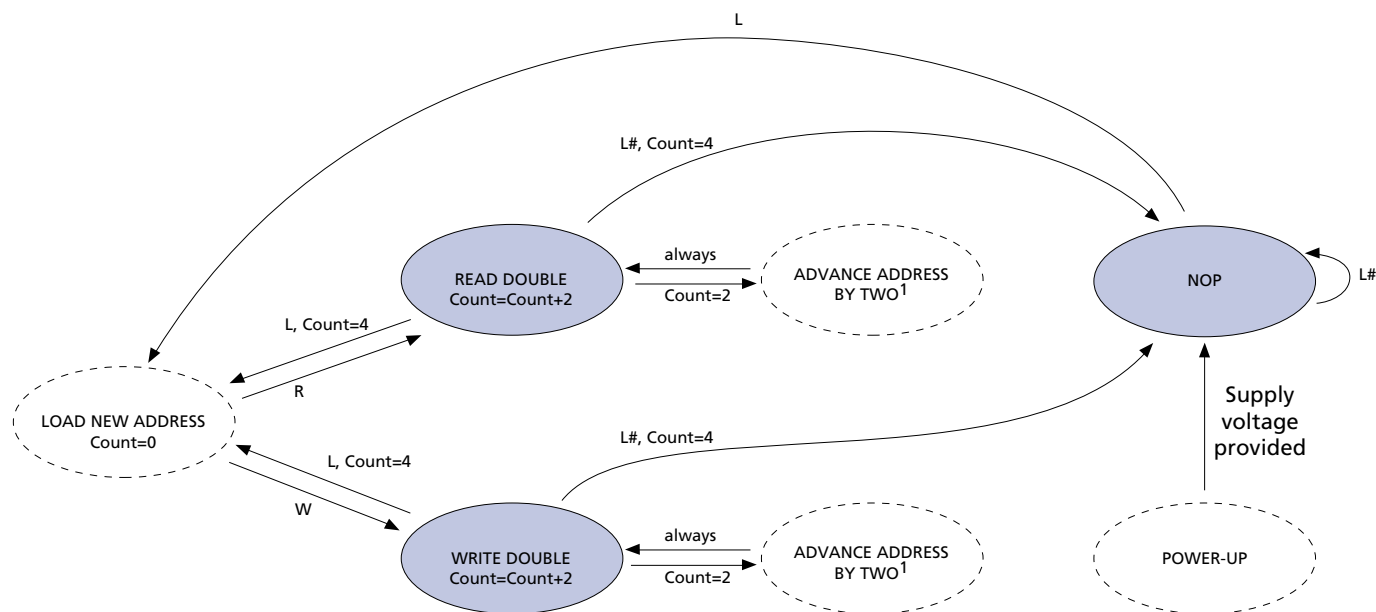 L
L#, Count=4
READ DOUBLE
Count=Count+2
always
Count=2
ADVANCE ADDRESS
BY TWO1
NOP
L#
L, Count=4
R
LOAD NEW ADDRESS
Count=0
L, Count=4
W
L#, Count=4
Supply
voltage
provided
WRITE DOUBLE
Count=Count+2
always
Count=2
ADVANCE ADDRESS
BY TWO1
POWER-UP